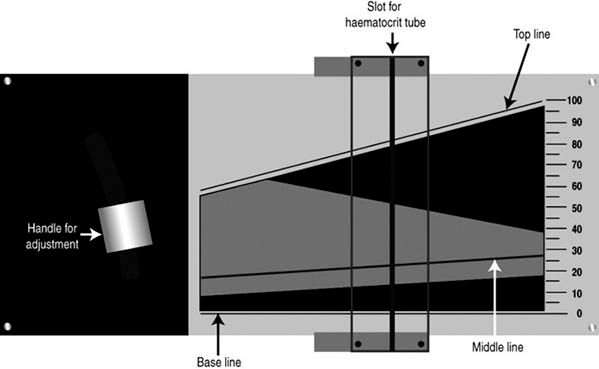 Slot for
haematocrit tube
Top line
100
90
80
70
60
50
40
30
20
10
0
Handle for
adjustment
Middle line
Base line